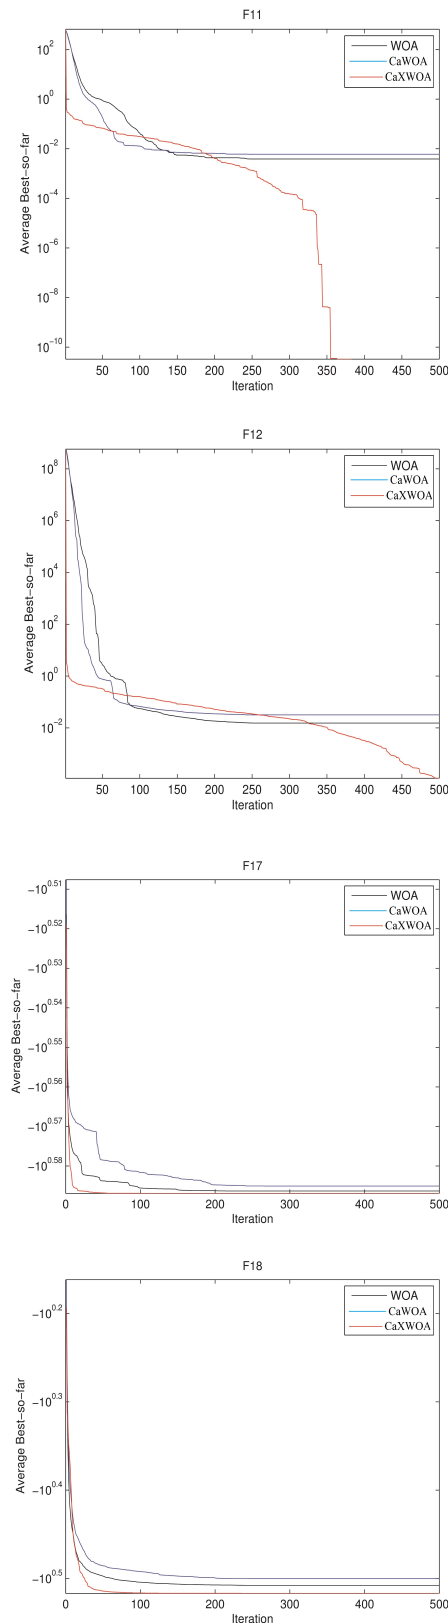 F11
WOA
CaWOA
CaXWOA
Average Best-so-far
10^2
10^0
10^-2
10^-4
10^-6
10^-8
10^-10
50 100 150 200 250 300 350 400 450 500
Iteration
F12
WOA
CaWOA
CaXWOA
Average Best-so-far
10^8
10^6
10^4
10^2
10^0
10^-2
50 100 150 200 250 300 350 400 450 500
Iteration
F17
WOA
CaWOA
CaXWOA
Average Best-so-far
-10^0.51
-10^0.52
-10^0.53
-10^0.54
-10^0.55
-10^0.56
-10^0.57
-10^0.58
0 100 200 300 400 500
Iteration
F18
WOA
CaWOA
CaXWOA
Average Best-so-far
-10^0.2
-10^0.3
-10^0.4
-10^0.5
0 100 200 300 400 500
Iteration